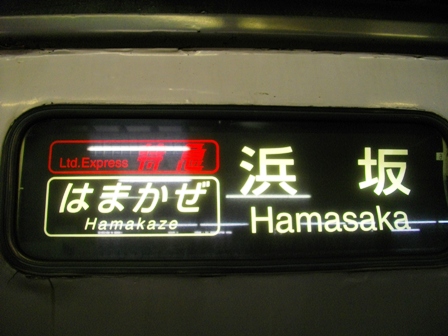 Ltd.Express 特急
はまかぜ
Hamakaze
浜坂
Hamasaka